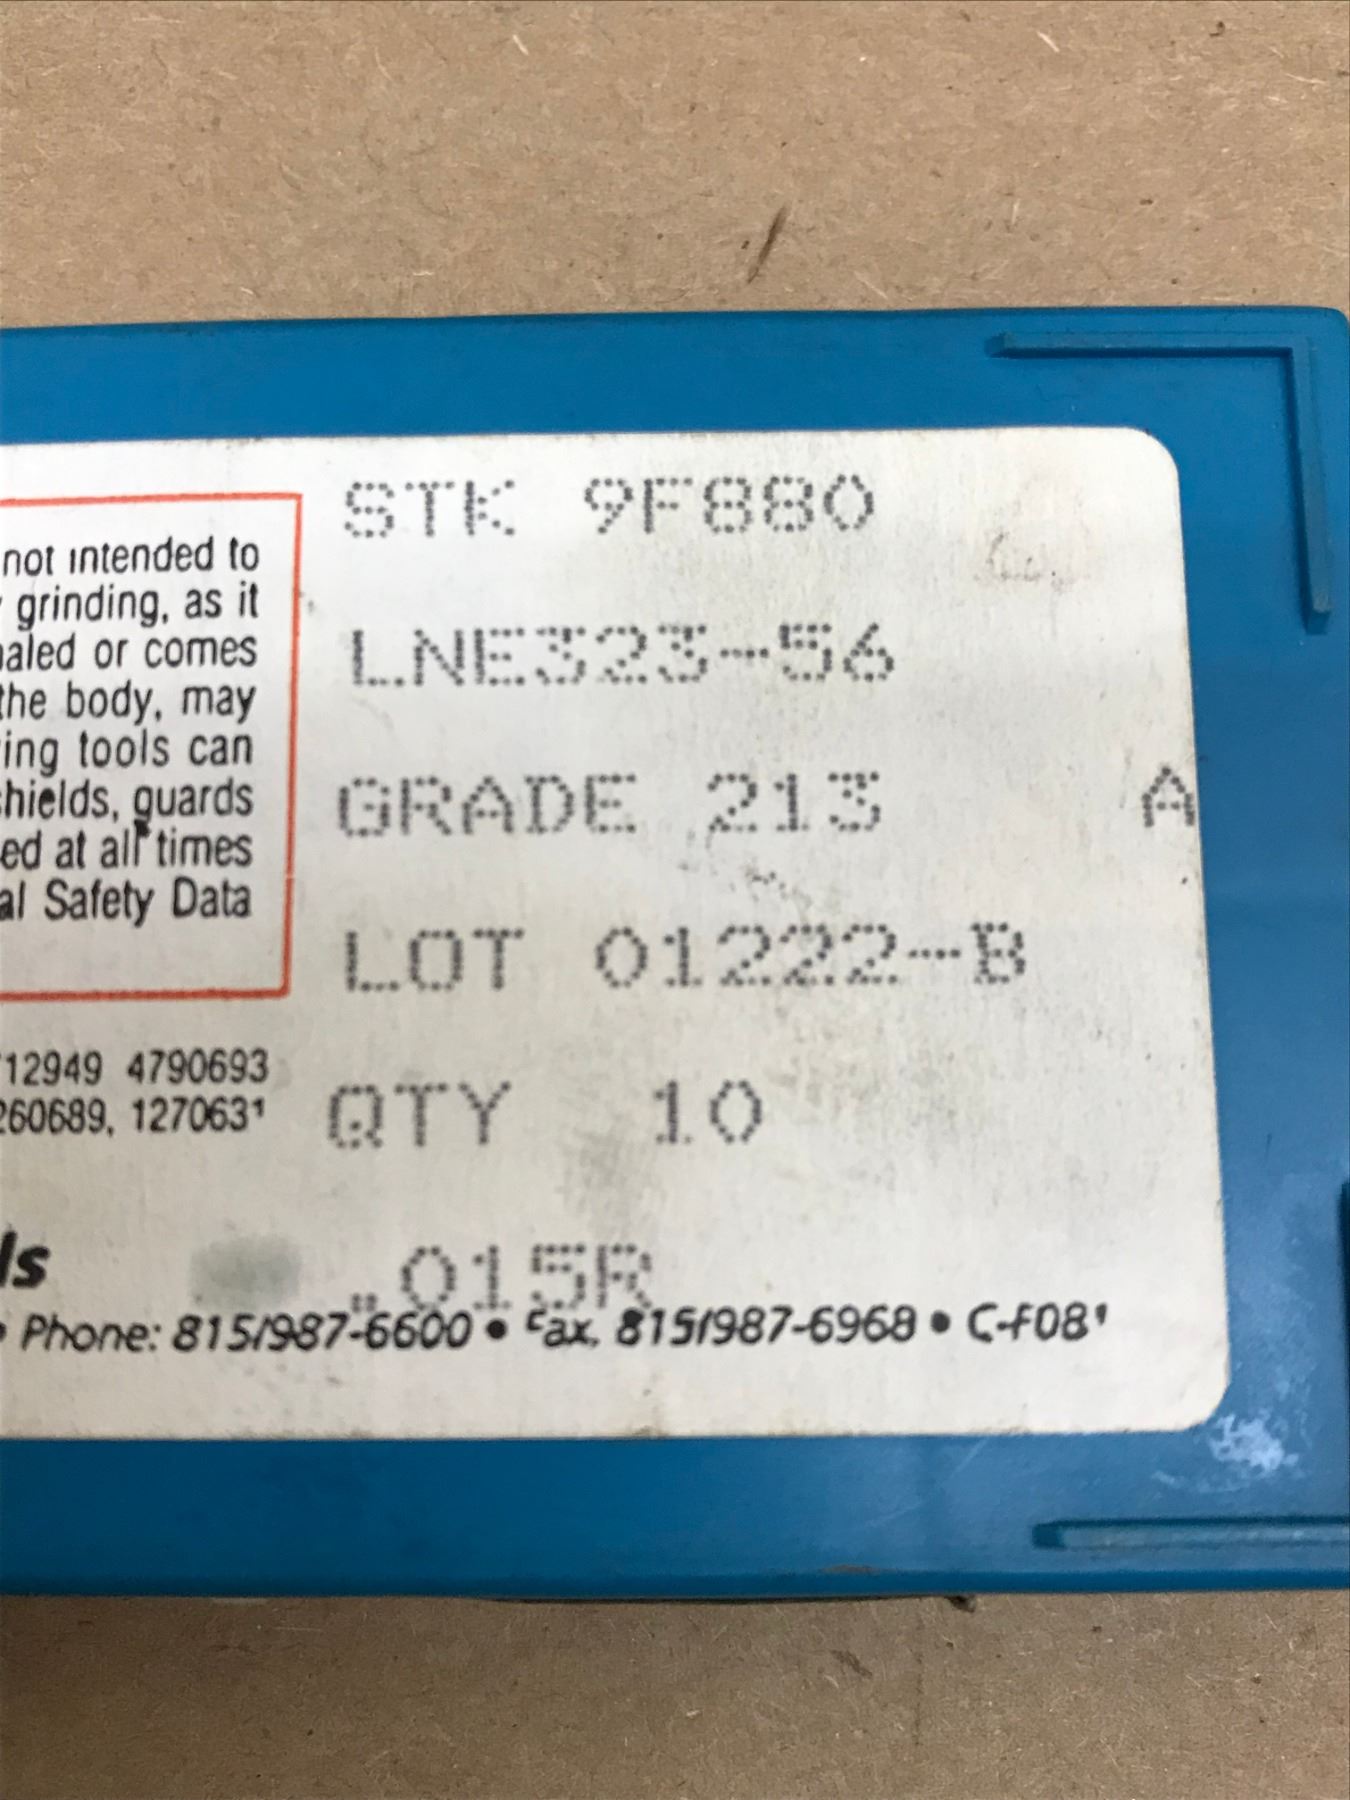 STK 9F880
not intended to
grinding, as it
LNE323-56
aled or comes
the body, may
ing tools can
GRADE 213 A
hields, guards
ed at all times
al Safety Data
LOT 01222-B
12949 4790693
260689, 1270631
QTY 10
ls
.015R
• Phone: 815/987-6600 • Fax. 815/987-6968 •